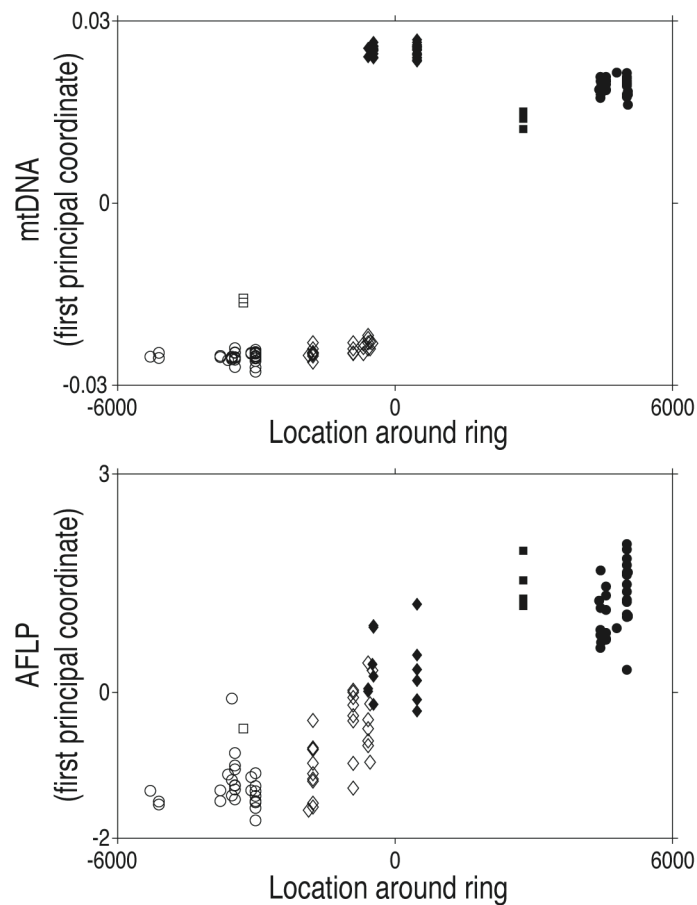 0.03
mtDNA
(first principal coordinate)
0
-0.03
-6000 0 6000
Location around ring
3
AFLP
(first principal coordinate)
0
-2
-6000 0 6000
Location around ring